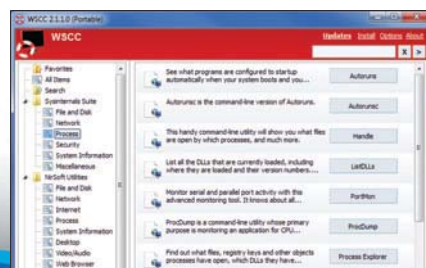 WSCC 2.1.1.0 (Portable)
WSCC
Updates Install Options About
X >
Favorites
All Items
Search
Sysinternals Suite
File and Disk
Network
Process
Security
System Information
Miscellaneous
NirSoft Utilities
File and Disk
Network
Internet
Process
System Information
Desktop
Video/Audio
Web Browser
See what programs are configured to startup
automatically when your system boots and you...
Autoruns
Autorunsc is the command-line version of Autoruns.
Autorunsc
This handy command-line utility will show you what files
are open by which processes, and much more.
Handle
List all the DLLs that are currently loaded, including
where they are loaded and their version numbers....
ListDLLs
Monitor serial and parallel port activity with this
advanced monitoring tool. It knows about all...
PortMon
ProcDump is a command-line utility whose primary
purpose is monitoring an application for CPU...
ProcDump
Find out what files, registry keys and other objects
processes have open, which DLLs they have...
Process Explorer